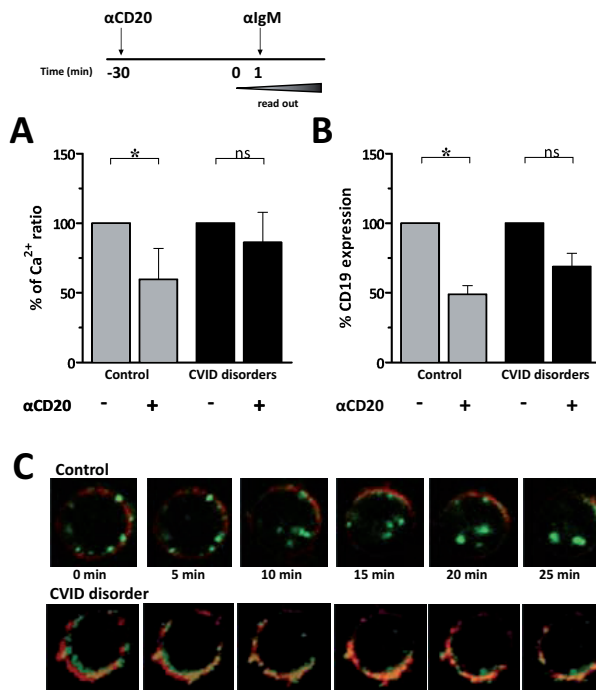 αCD20 αIgM
Time (min) -30 0 1
read out
A
150
100
50
0
% of Ca2+ ratio
* ns
Control CVID disorders
αCD20 - + - +
B
150
100
50
0
% CD19 expression
* ns
Control CVID disorders
αCD20 - + - +
C
Control
0 min 5 min 10 min 15 min 20 min 25 min
CVID disorder